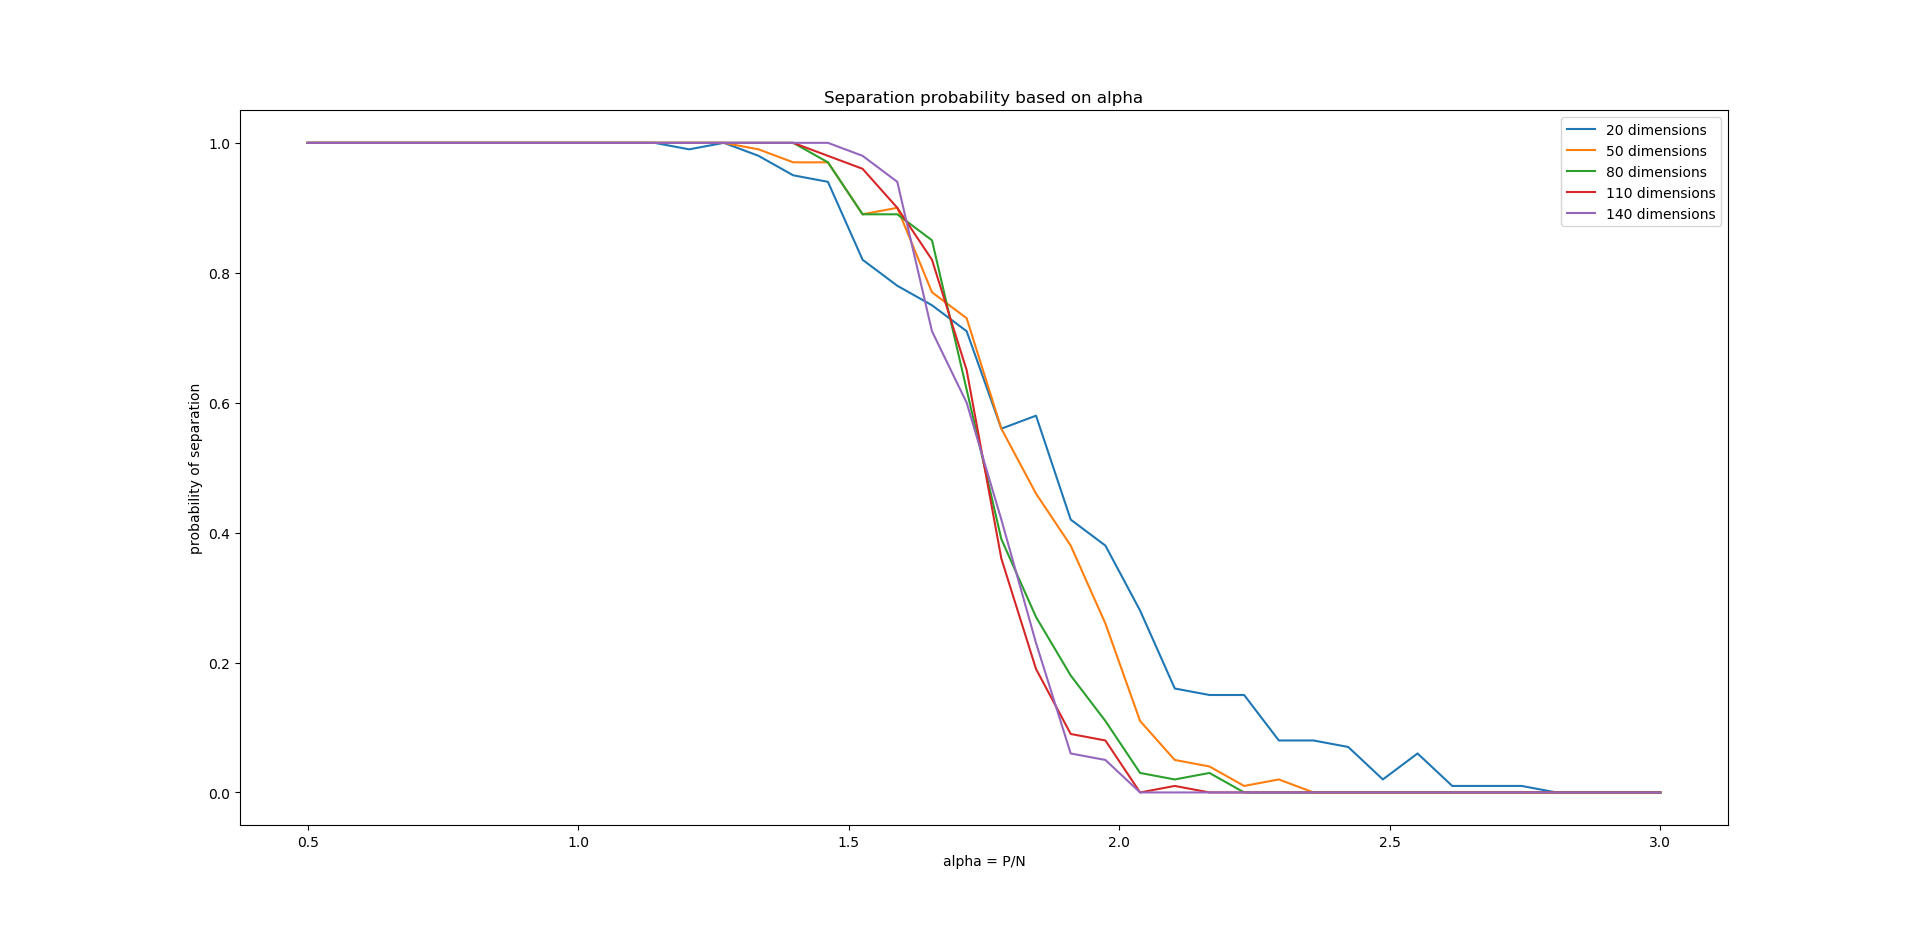 Separation probability based on alpha
20 dimensions
50 dimensions
80 dimensions
110 dimensions
140 dimensions
probability of separation
1.0
0.8
0.6
0.4
0.2
0.0
0.5 1.0 1.5 2.0 2.5 3.0
alpha = P/N